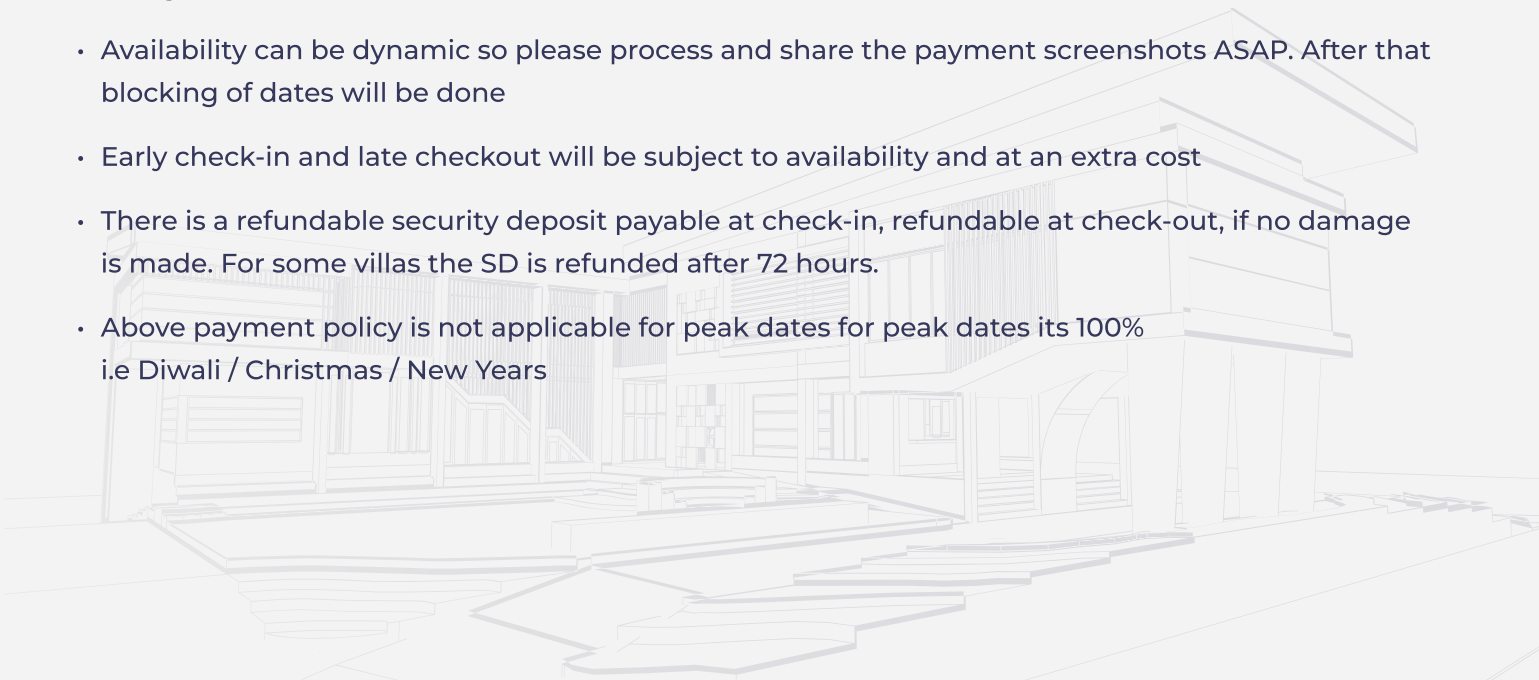 • Availability can be dynamic so please process and share the payment screenshots ASAP. After that
blocking of dates will be done
• Early check-in and late checkout will be subject to availability and at an extra cost
• There is a refundable security deposit payable at check-in, refundable at check-out, if no damage
is made. For some villas the SD is refunded after 72 hours.
• Above payment policy is not applicable for peak dates for peak dates its 100%
i.e Diwali / Christmas / New Years